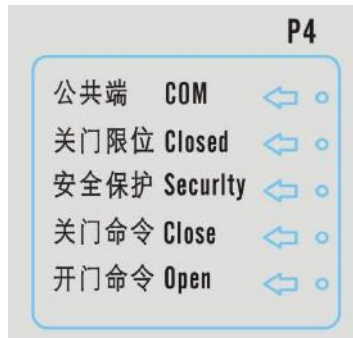 P4
公共端 COM
关门限位 Closed
安全保护 SecurIty
关门命令 Close
开门命令 Open